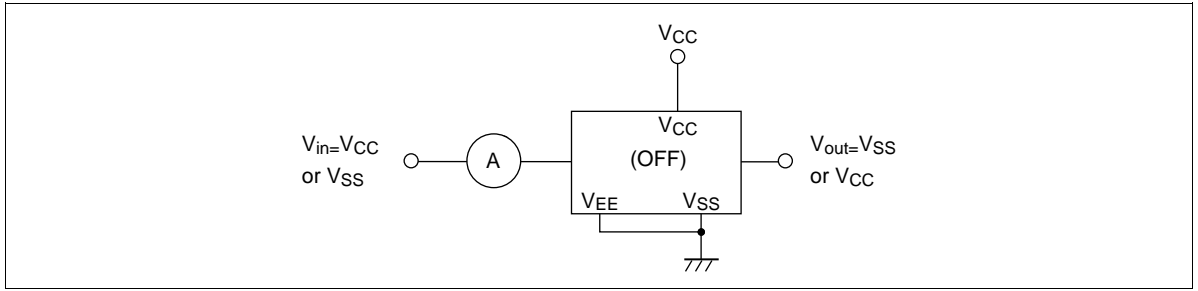 VCC
VCC
(OFF)
VEE VSS
Vin=VCC
or VSS
A
Vout=VSS
or VCC